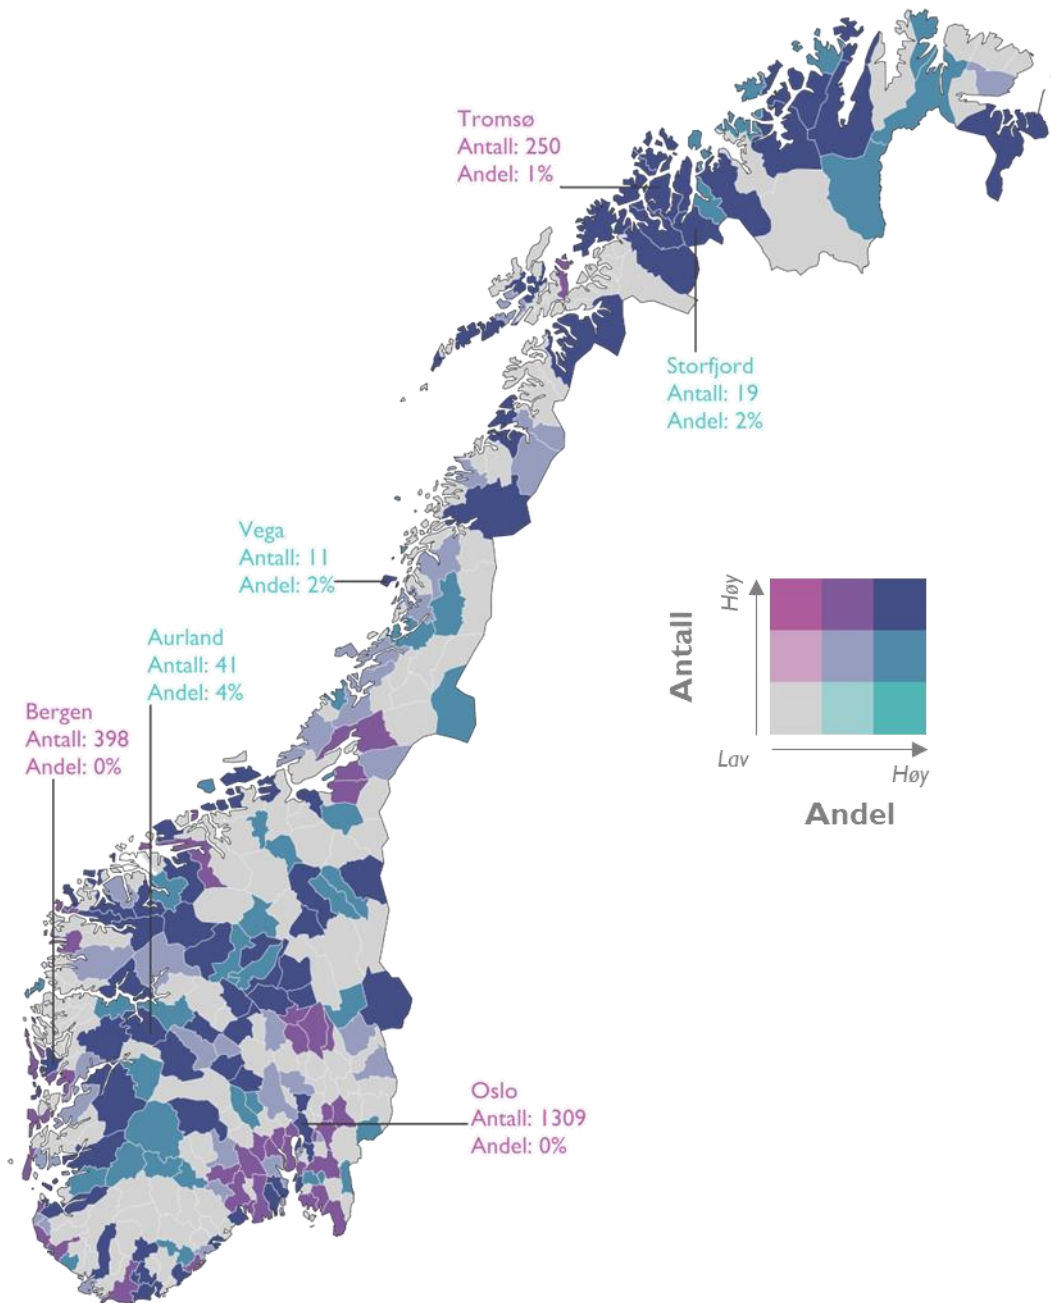 Tromsø
Antall: 250
Andel: 1%
Storfjord
Antall: 19
Andel: 2%
Vega
Antall: 11
Andel: 2%
Aurland
Antall: 41
Andel: 4%
Bergen
Antall: 398
Andel: 0%
Oslo
Antall: 1309
Andel: 0%
Høy
Antall
Lav
Høy
Andel